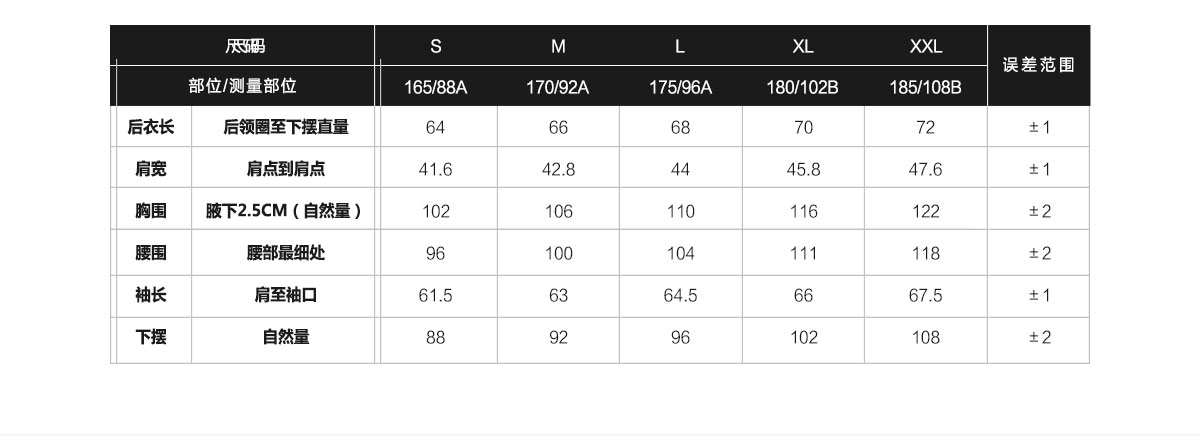 尺码 S M L XL XXL 误差范围
部位/测量部位 165/88A 170/92A 175/96A 180/102B 185/108B
后衣长 后领圈至下摆直量 64 66 68 70 72 ±1
肩宽 肩点到肩点 41.6 42.8 44 45.8 47.6 ±1
胸围 腋下2.5CM（自然量） 102 106 110 116 122 ±2
腰围 腰部最细处 96 100 104 111 118 ±2
袖长 肩至袖口 61.5 63 64.5 66 67.5 ±1
下摆 自然量 88 92 96 102 108 ±2